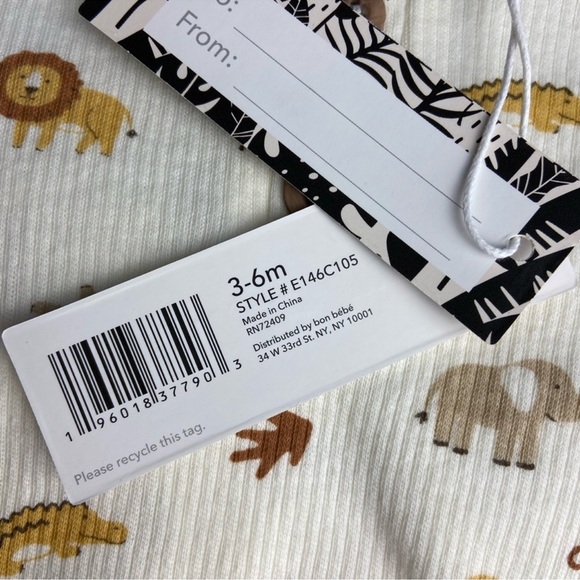 To:
From:
3-6m
STYLE # E146C105
Made in China
RN72409
Distributed by bon bébé
34 W 33rd St. NY, NY 10001
1 96018 37790 3
Please recycle this tag.